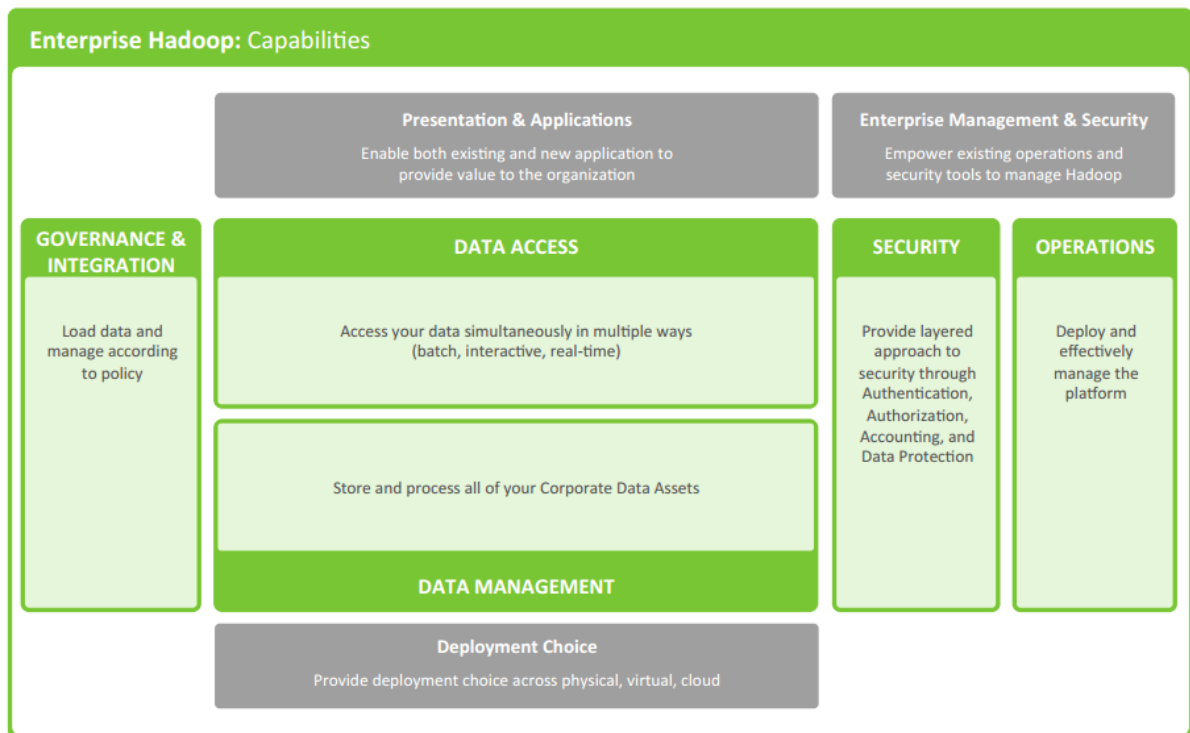 Enterprise Hadoop: Capabilities
Presentation & Applications
Enable both existing and new application to
provide value to the organization
Enterprise Management & Security
Empower existing operations and
security tools to manage Hadoop
GOVERNANCE &
INTEGRATION
Load data and
manage according
to policy
DATA ACCESS
Access your data simultaneously in multiple ways
(batch, interactive, real-time)
Store and process all of your Corporate Data Assets
DATA MANAGEMENT
SECURITY
Provide layered
approach to
security through
Authentication,
Authorization,
Accounting, and
Data Protection
OPERATIONS
Deploy and
effectively
manage the
platform
Deployment Choice
Provide deployment choice across physical, virtual, cloud